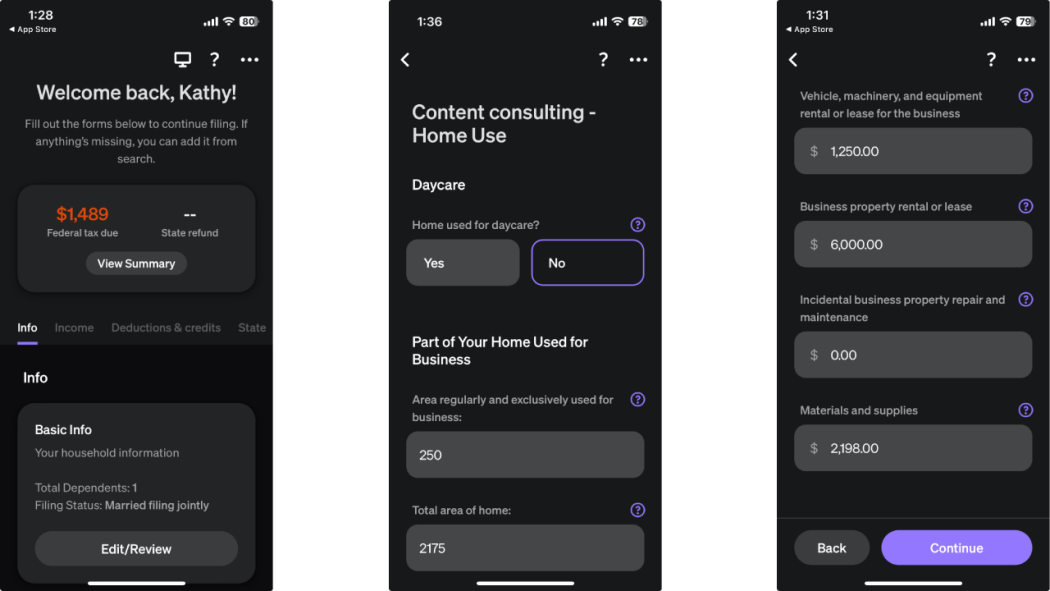 1:28
80
◀ App Store
?
Welcome back, Kathy!
Fill out the forms below to continue filing. If
anything's missing, you can add it from
search.
$1,489
--
Federal tax due
State refund
View Summary
Info
Income
Deductions & credits
State
Info
Basic Info
Your household information
Total Dependents: 1
Filing Status: Married filing jointly
Edit/Review
1:36
78
?
Content consulting -
Home Use
Daycare
Home used for daycare?
?
Yes
No
Part of Your Home Used for
Business
Area regularly and exclusively used for
business:
?
250
Total area of home:
?
2175
1:31
79
◀ App Store
?
Vehicle, machinery, and equipment
rental or lease for the business
?
$ 1,250.00
Business property rental or lease
?
$ 6,000.00
Incidental business property repair and
maintenance
?
$ 0.00
Materials and supplies
?
$ 2,198.00
Back
Continue